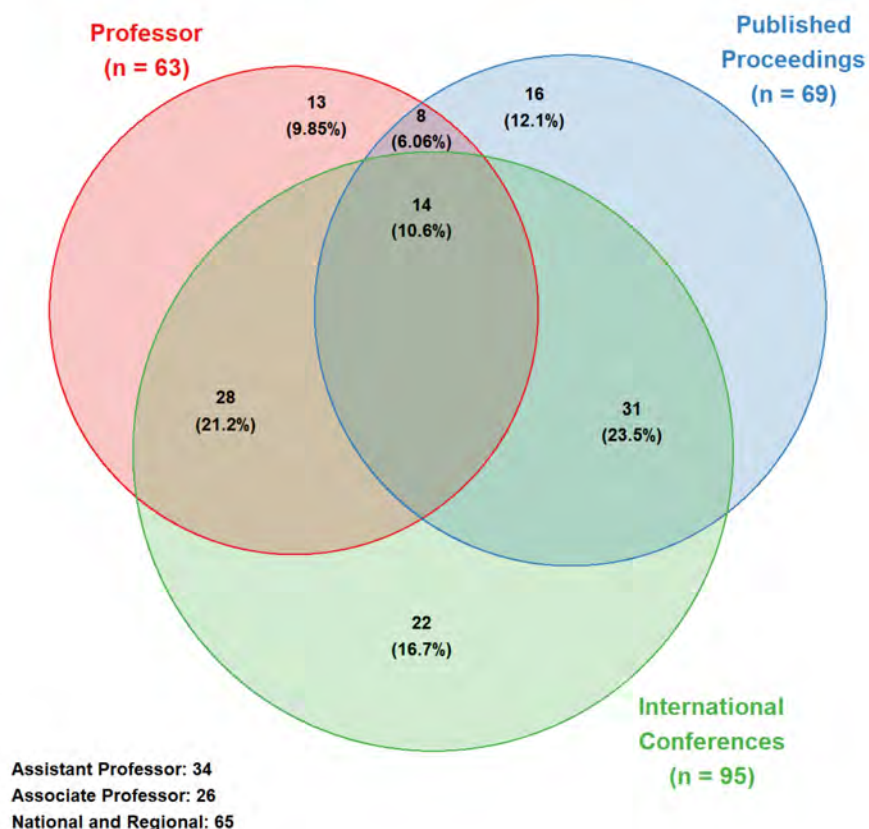 Professor
(n = 63)
Published
Proceedings
(n = 69)
13
(9.85%)
8
(6.06%)
16
(12.1%)
14
(10.6%)
28
(21.2%)
31
(23.5%)
22
(16.7%)
International
Conferences
(n = 95)
Assistant Professor: 34
Associate Professor: 26
National and Regional: 65